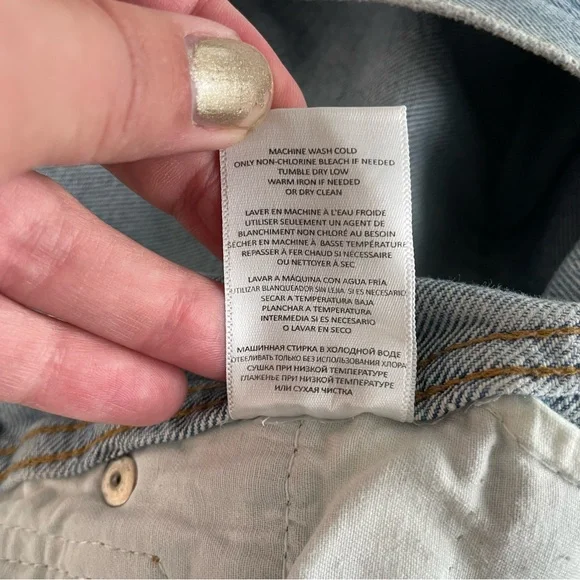 MACHINE WASH COLD
ONLY NON-CHLORINE BLEACH IF NEEDED
TUMBLE DRY LOW
WARM IRON IF NEEDED
OR DRY CLEAN
LAVER EN MACHINE À L'EAU FROIDE
UTILISER SEULEMENT UN AGENT DE
BLANCHIMENT NON CHLORÉ AU BESOIN
SÉCHER EN MACHINE À BASSE TEMPÉRATURE
REPASSER À FER CHAUD SI NÉCESSAIRE
OU NETTOYER À SEC
LAVAR A MÁQUINA CON AGUA FRÍA
UTILIZAR BLANQUEADOR SIN LEJIA. SI ES NECESARIO
SECAR A TEMPERATURA BAJA
PLANCHAR A TEMPERATURA
INTERMEDIA SI ES NECESARIO
O LAVAR EN SECO
МАШИННАЯ СТИРКА В ХОЛОДНОЙ ВОДЕ
ОТБЕЛИВАТЬ ТОЛЬКО БЕЗ ИСПОЛЬЗОВАНИЯ ХЛОРА
СУШКА ПРИ НИЗКОЙ ТЕМПЕРАТУРЕ
ГЛАЖЕНЬЕ ПРИ НИЗКОЙ ТЕМПЕРАТУРЕ
ИЛИ СУХАЯ ЧИСТКА